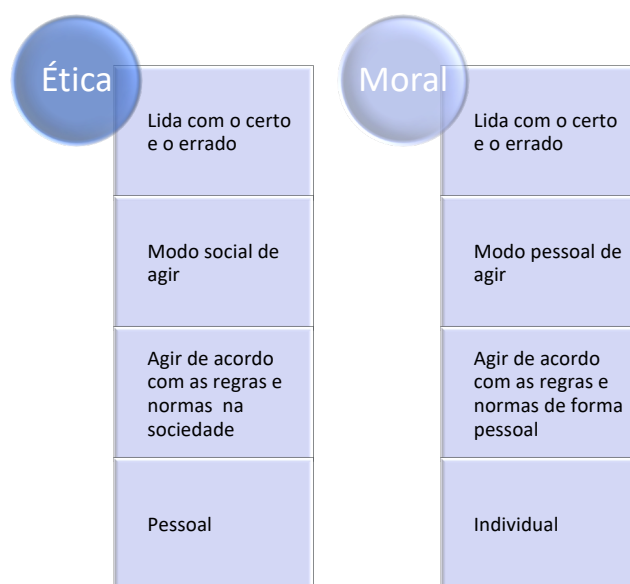 Ética
Lida com o certo
e o errado
Modo social de
agir
Agir de acordo
com as regras e
normas na
sociedade
Pessoal
Moral
Lida com o certo
e o errado
Modo pessoal de
agir
Agir de acordo
com as regras e
normas de forma
pessoal
Individual